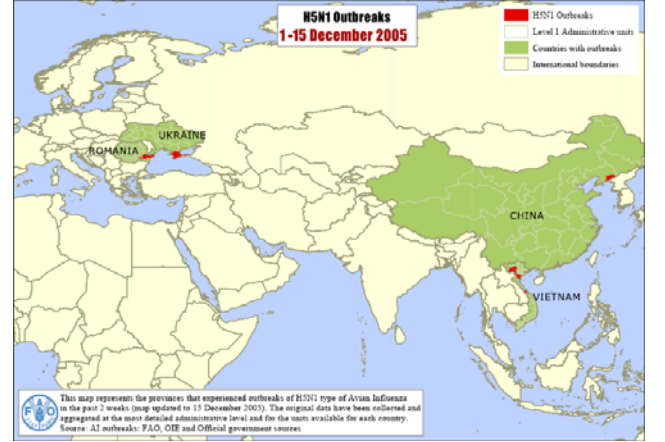 H5N1 Outbreaks
1 -15 December 2005
H5N1 Outbreaks
Level 1 Administrative units
Countries with outbreaks
International boundaries
UKRAINE
ROMANIA
CHINA
VIETNAM
FAO
This map represents the provinces that experienced outbreaks of H5N1 type of Avian Influenza
in the past 2 weeks (map updated to 15 December 2005). The original data have been collected and
aggregated at the most detailed administrative level and for the units available for each country.
Source: AI outbreaks: FAO, OIE and Official government sources